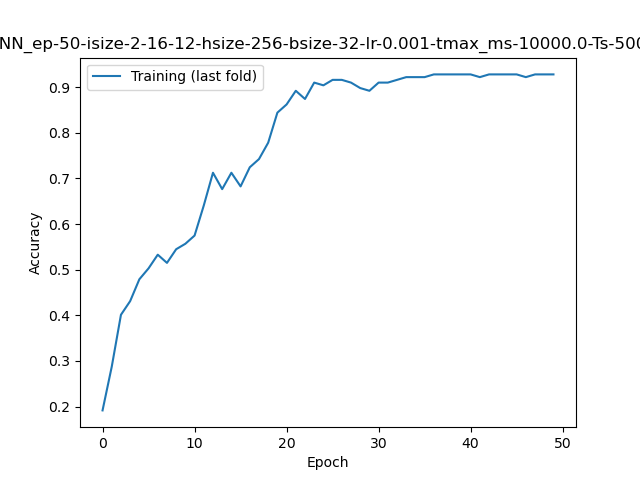 NN_ep-50-isize-2-16-12-hsize-256-bsize-32-lr-0.001-tmax_ms-10000.0-Ts-500
Training (last fold)
0.9
0.8
0.7
0.6
0.5
0.4
0.3
0.2
Accuracy
0 10 20 30 40 50
Epoch